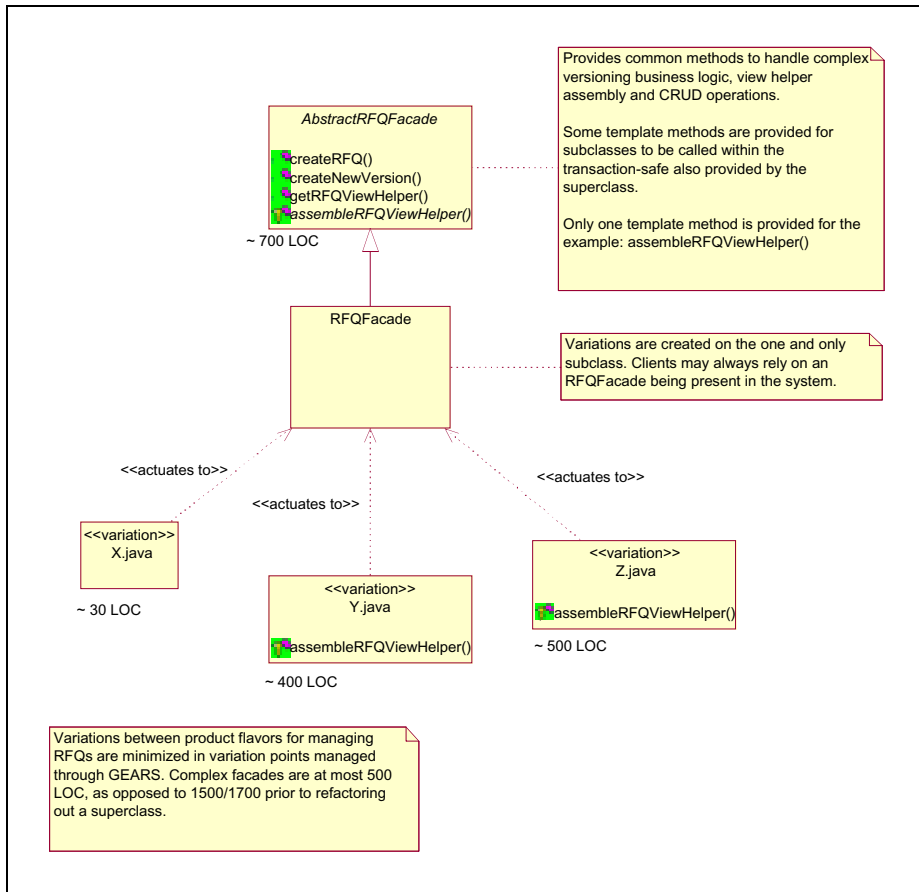 Provides common methods to handle complex
versioning business logic, view helper
assembly and CRUD operations.
Some template methods are provided for
subclasses to be called within the
transaction-safe also provided by the
superclass.
Only one template method is provided for the
example: assembleRFQViewHelper()
AbstractRFQFacade
createRFQ()
createNewVersion()
getRFQViewHelper()
assembleRFQViewHelper()
~ 700 LOC
RFQFacade
Variations are created on the one and only
subclass. Clients may always rely on an
RFQFacade being present in the system.
<<actuates to>>
<<actuates to>>
<<actuates to>>
<<variation>>
X.java
~ 30 LOC
<<variation>>
Y.java
assembleRFQViewHelper()
~ 400 LOC
<<variation>>
Z.java
assembleRFQViewHelper()
~ 500 LOC
Variations between product flavors for managing
RFQs are minimized in variation points managed
through GEARS. Complex facades are at most 500
LOC, as opposed to 1500/1700 prior to refactoring
out a superclass.